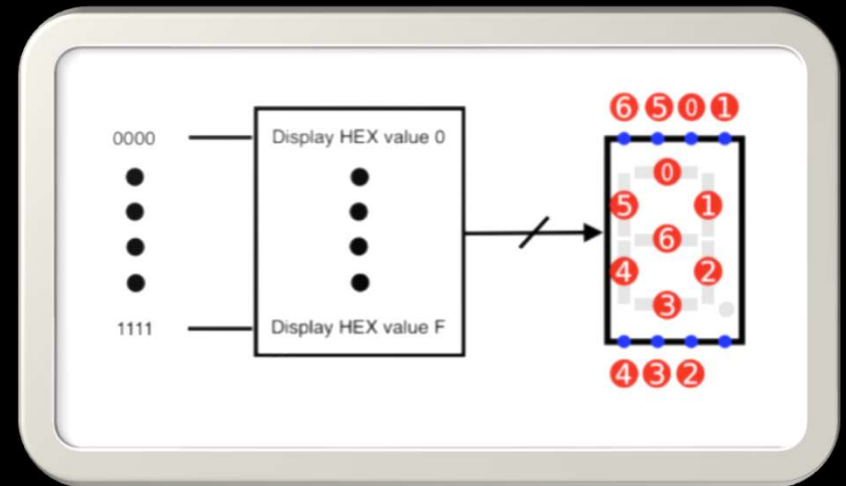 6 5 0 1
0000 Display HEX value 0
0
5 1
6
4 2
3
1111 Display HEX value F
4 3 2